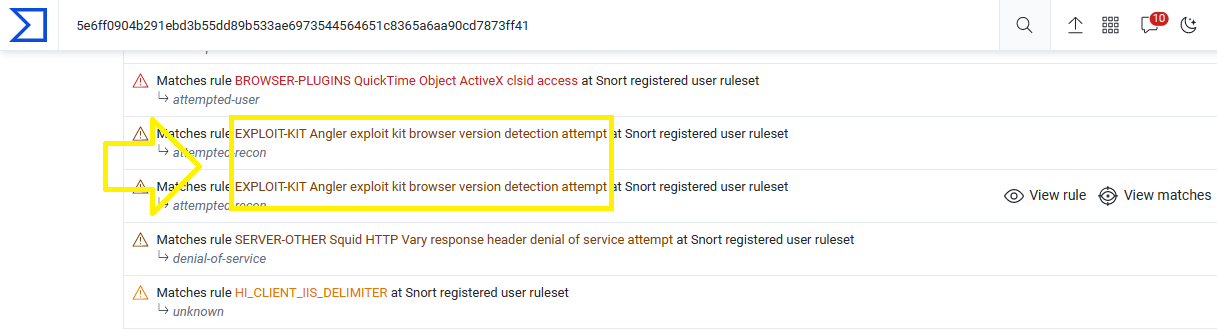 5e6ff0904b291ebd3b55dd89b533ae6973544564651c8365a6aa90cd7873ff41
10
Matches rule BROWSER-PLUGINS QuickTime Object ActiveX clsid access at Snort registered user ruleset
attempted-user
Matches rule EXPLOIT-KIT Angler exploit kit browser version detection attempt at Snort registered user ruleset
attempted-recon
Matches rule EXPLOIT-KIT Angler exploit kit browser version detection attempt at Snort registered user ruleset
View rule View matches
attempted-recon
Matches rule SERVER-OTHER Squid HTTP Vary response header denial of service attempt at Snort registered user ruleset
denial-of-service
Matches rule HI_CLIENT_IIS_DELIMITER at Snort registered user ruleset
unknown